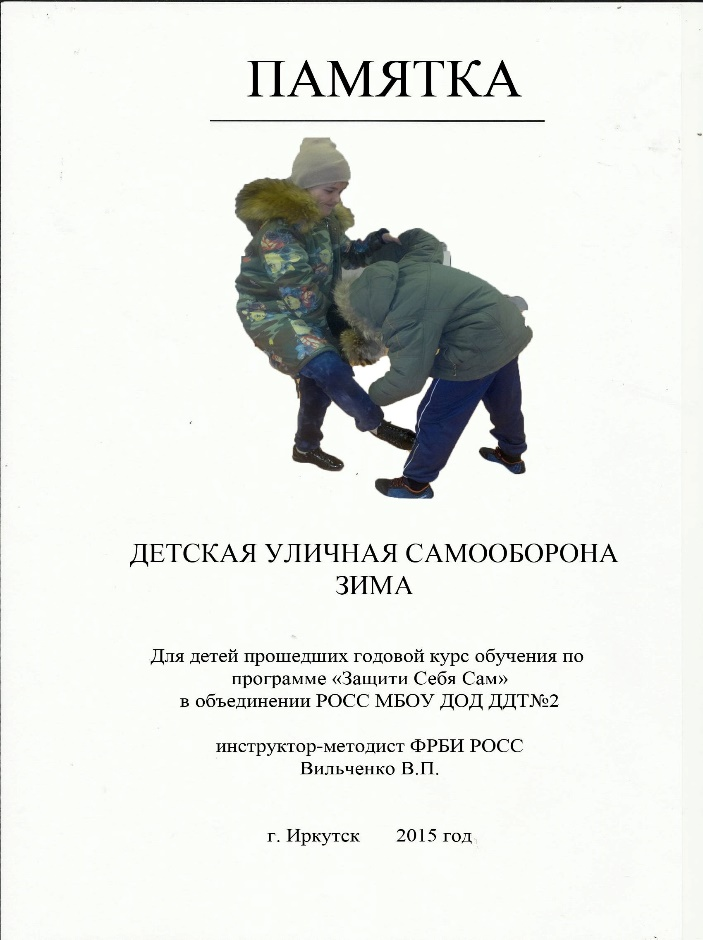 ПАМЯТКА
ДЕТСКАЯ УЛИЧНАЯ САМООБОРОНА
ЗИМА
Для детей прошедших годовой курс обучения по
программе «Защити Себя Сам»
в объединении РОСС МБОУ ДОД ДДТ№2
инструктор-методист ФРБИ РОСС
Вильченко В.П.
г. Иркутск 2015 год